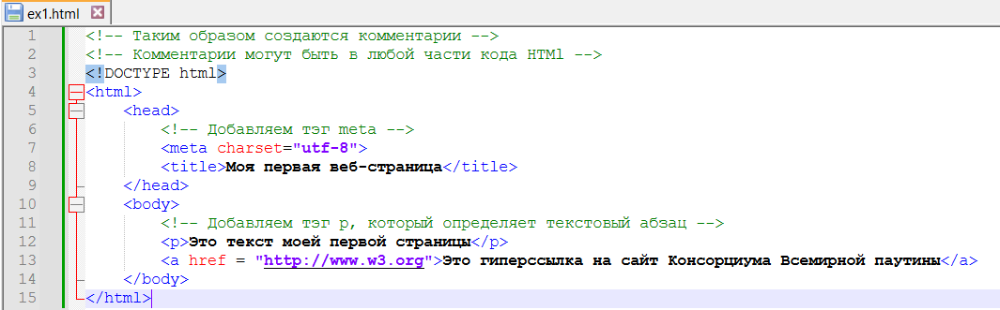 ex1.html
1 <!-- Таким образом создаются комментарии -->
2 <!-- Комментарии могут быть в любой части кода HTMl -->
3 <!DOCTYPE html>
4 <html>
5 <head>
6 <!-- Добавляем тэг meta -->
7 <meta charset="utf-8">
8 <title>Моя первая веб-страница</title>
9 </head>
10 <body>
11 <!-- Добавляем тэг p, который определяет текстовый абзац -->
12 <p>Это текст моей первой страницы</p>
13 <a href = "http://www.w3.org">Это гиперссылка на сайт Консорциума Всемирной паутины</a>
14 </body>
15 </html>